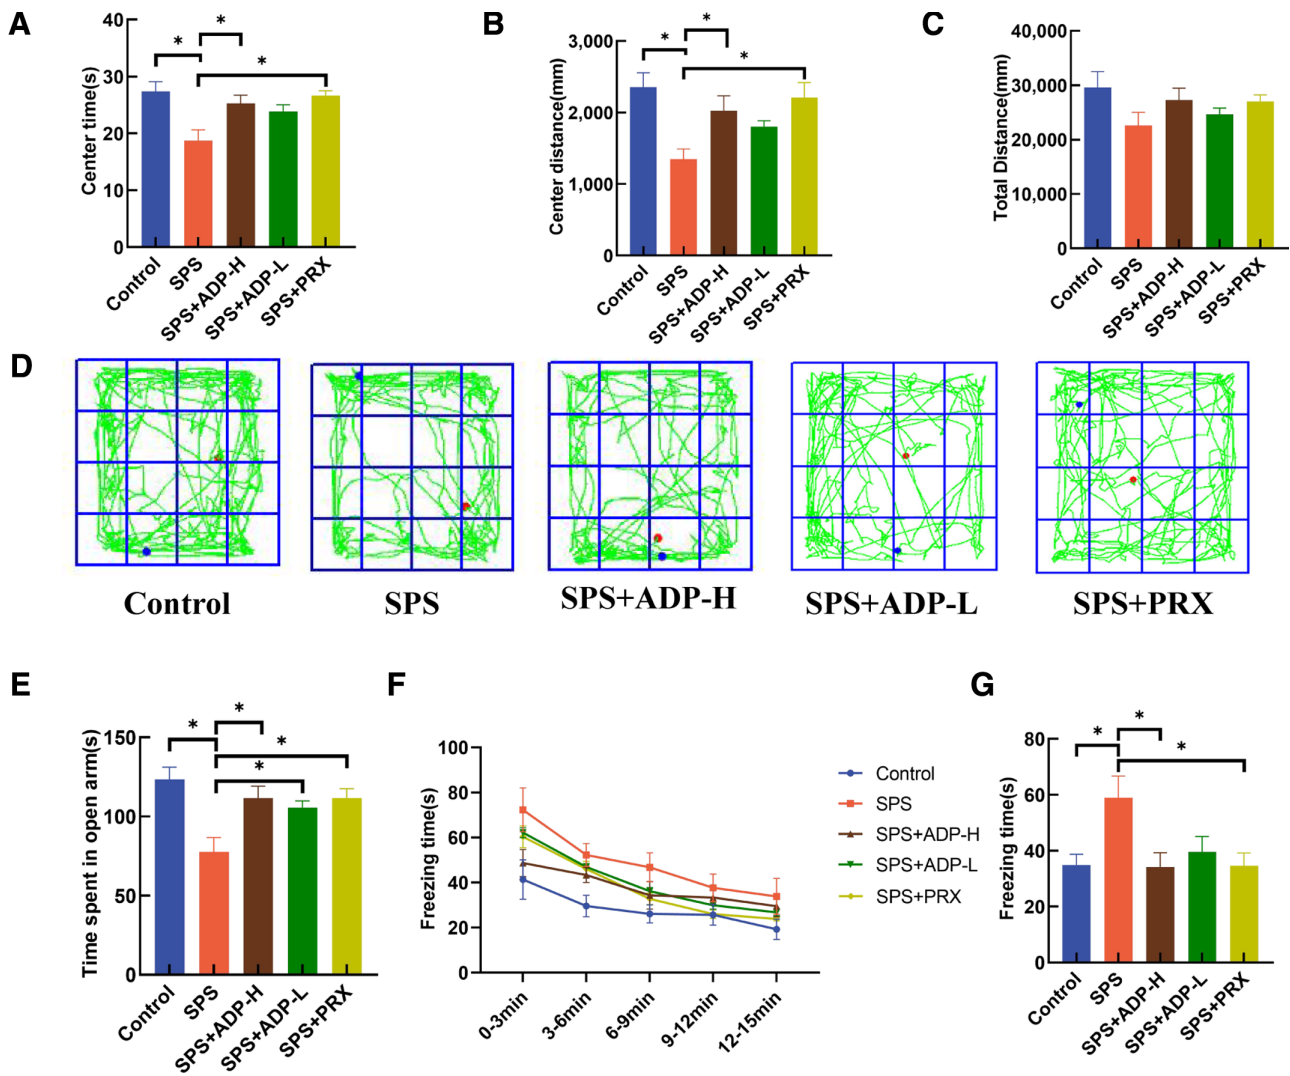 A
Center time(s)
40
30
20
10
0
*
*
*
Control
SPS
SPS+ADP-H
SPS+ADP-L
SPS+PRX
B
Center distance(mm)
3,000
2,000
1,000
0
*
*
*
Control
SPS
SPS+ADP-H
SPS+ADP-L
SPS+PRX
C
Total Distance(mm)
40,000
30,000
20,000
10,000
0
Control
SPS
SPS+ADP-H
SPS+ADP-L
SPS+PRX
D
Control
SPS
SPS+ADP-H
SPS+ADP-L
SPS+PRX
E
Time spent in open arm(s)
150
100
50
0
*
*
*
*
Control
SPS
SPS+ADP-H
SPS+ADP-L
SPS+PRX
F
Freezing time(s)
100
80
60
40
20
0
0-3min
3-6min
6-9min
9-12min
12-15min
Control
SPS
SPS+ADP-H
SPS+ADP-L
SPS+PRX
G
Freezing time(s)
80
60
40
20
0
*
*
*
Control
SPS
SPS+ADP-H
SPS+ADP-L
SPS+PRX